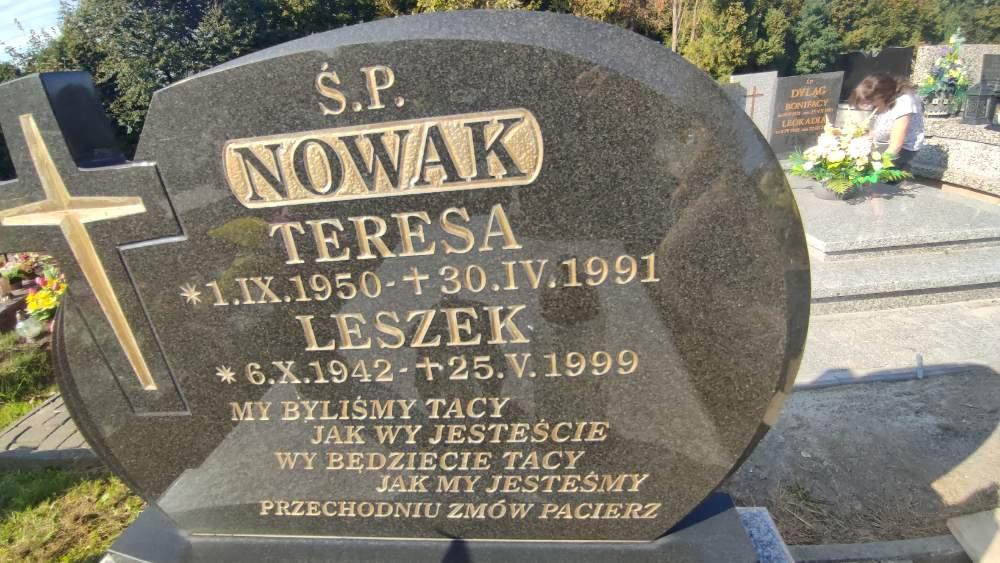 Ś.P.
NOWAK
TERESA
* 1.IX.1950 - + 30.IV.1991
LESZEK
* 6.X.1942 - + 25.V.1999
MY BYLIŚMY TACY
JAK WY JESTEŚCIE
WY BĘDZIECIE TACY
JAK MY JESTEŚMY
PRZECHODNIU ZMÓW PACIERZ
DYLĄG
BONIFACY
LEOKADIA